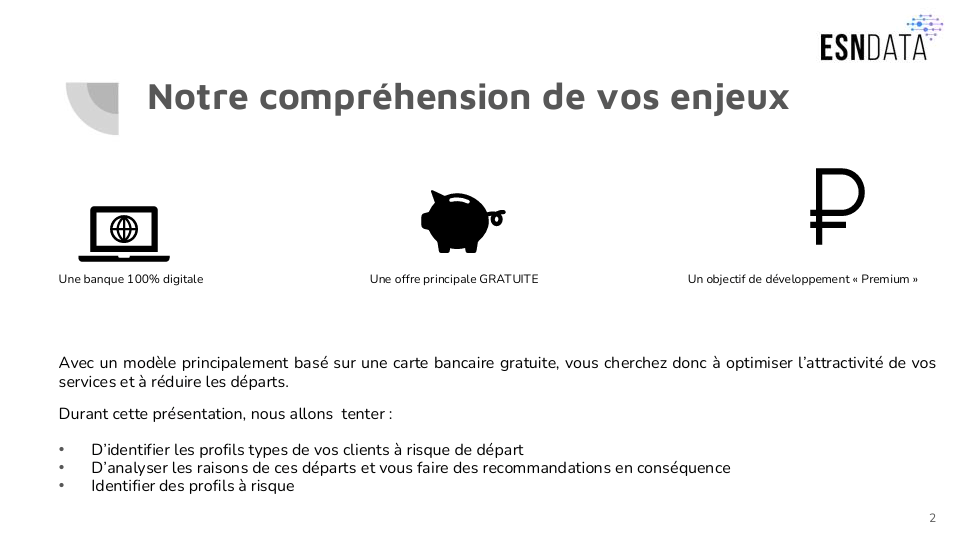 ESNDATA
Notre compréhension de vos enjeux
Une banque 100% digitale
Une offre principale GRATUITE
Un objectif de développement « Premium »
Avec un modèle principalement basé sur une carte bancaire gratuite, vous cherchez donc à optimiser l’attractivité de vos
services et à réduire les départs.
Durant cette présentation, nous allons  tenter :
• D’identifier les profils types de vos clients à risque de départ
• D’analyser les raisons de ces départs et vous faire des recommandations en conséquence
• Identifier des profils à risque
2